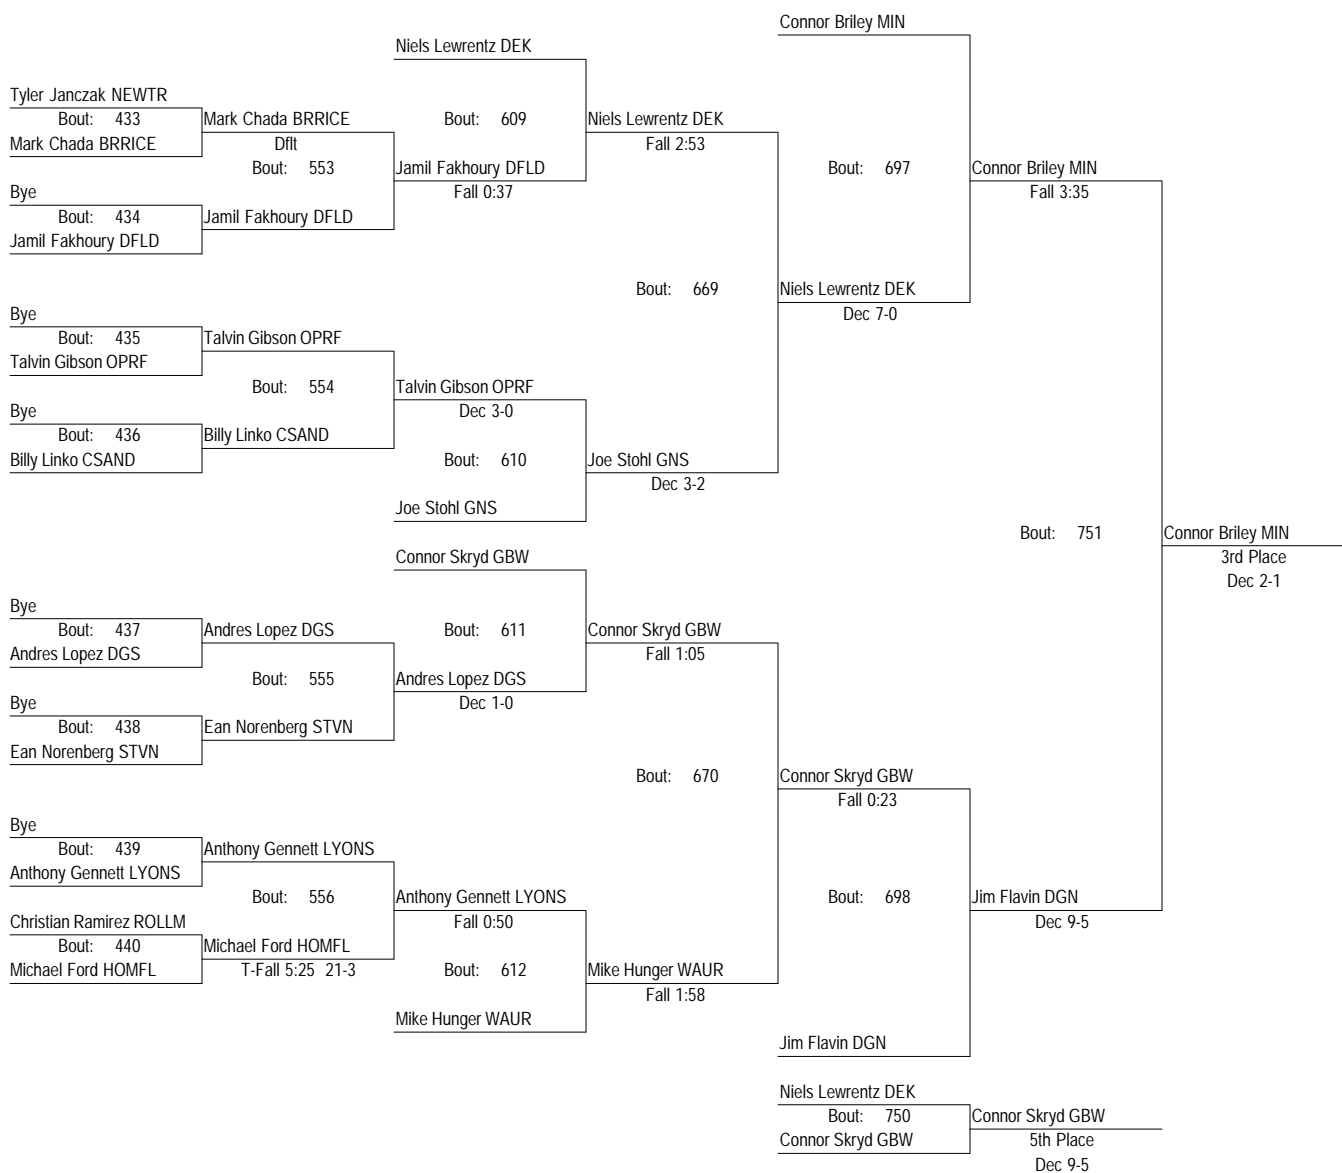 Connor Briley MIN
Niels Lewrentz DEK
Tyler Janczak NEWTR
Bout: 433
Mark Chada BRRICE
Mark Chada BRRICE
Dflt
Bout: 553
Bout: 609
Niels Lewrentz DEK
Fall 2:53
Jamil Fakhoury DFLD
Fall 0:37
Bout: 697
Connor Briley MIN
Fall 3:35
Bye
Bout: 434
Jamil Fakhoury DFLD
Jamil Fakhoury DFLD
Bout: 669
Niels Lewrentz DEK
Dec 7-0
Bye
Bout: 435
Talvin Gibson OPRF
Talvin Gibson OPRF
Bout: 554
Talvin Gibson OPRF
Dec 3-0
Bye
Bout: 436
Billy Linko CSAND
Billy Linko CSAND
Bout: 610
Joe Stohl GNS
Dec 3-2
Joe Stohl GNS
Bout: 751
Connor Briley MIN
3rd Place
Dec 2-1
Connor Skryd GBW
Bye
Bout: 437
Andres Lopez DGS
Andres Lopez DGS
Bout: 611
Connor Skryd GBW
Fall 1:05
Bout: 555
Andres Lopez DGS
Dec 1-0
Bye
Bout: 438
Ean Norenberg STVN
Ean Norenberg STVN
Bout: 670
Connor Skryd GBW
Fall 0:23
Bye
Bout: 439
Anthony Gennett LYONS
Anthony Gennett LYONS
Bout: 556
Anthony Gennett LYONS
Fall 0:50
Bout: 698
Jim Flavin DGN
Dec 9-5
Christian Ramirez ROLLM
Bout: 440
Michael Ford HOMFL
Michael Ford HOMFL
T-Fall 5:25 21-3
Bout: 612
Mike Hunger WAUR
Fall 1:58
Mike Hunger WAUR
Jim Flavin DGN
Niels Lewrentz DEK
Bout: 750
Connor Skryd GBW
Connor Skryd GBW
5th Place
Dec 9-5